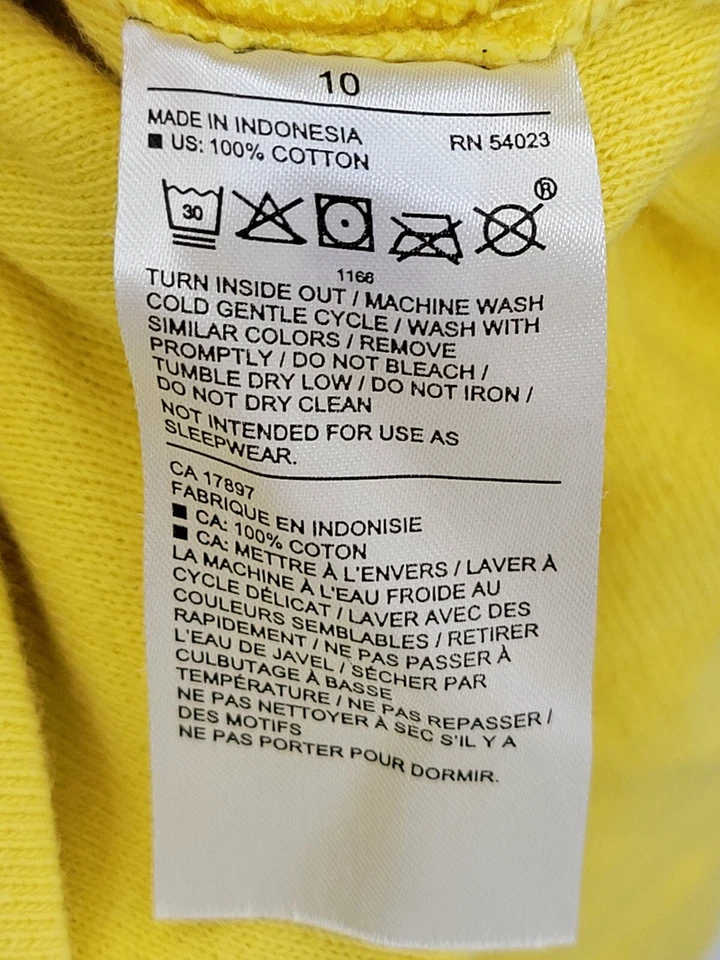 10
MADE IN INDONESIA RN 54023
■ US: 100% COTTON
30
®
1166
TURN INSIDE OUT / MACHINE WASH
COLD GENTLE CYCLE / WASH WITH
SIMILAR COLORS / REMOVE
PROMPTLY / DO NOT BLEACH /
TUMBLE DRY LOW / DO NOT IRON /
DO NOT DRY CLEAN
NOT INTENDED FOR USE AS
SLEEPWEAR.
CA 17897
FABRIQUE EN INDONISIE
■ CA: 100% COTON
■ CA: METTRE À L'ENVERS / LAVER À
LA MACHINE À L'EAU FROIDE AU
CYCLE DÉLICAT / LAVER AVEC DES
COULEURS SEMBLABLES / RETIRER
RAPIDEMENT / NE PAS PASSER À
L'EAU DE JAVEL / SÉCHER PAR
CULBUTAGE À BASSE
TEMPÉRATURE / NE PAS REPASSER /
NE PAS NETTOYER À SEC S'IL Y A
DES MOTIFS
NE PAS PORTER POUR DORMIR.